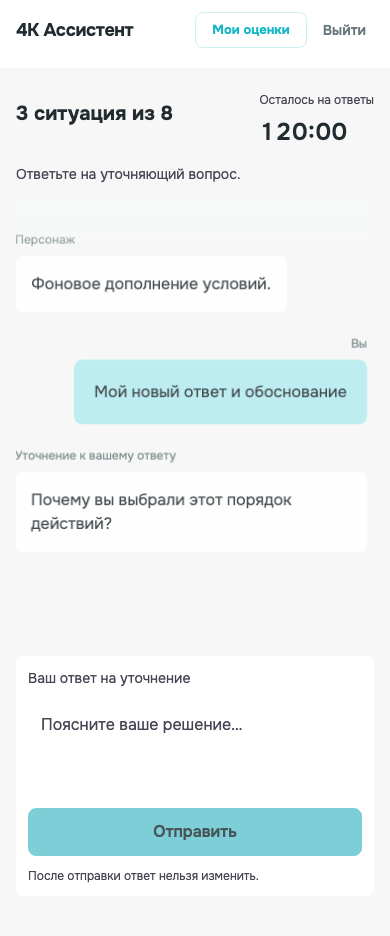 4К Ассистент
Мои оценки
Выйти
3 ситуация из 8
Осталось на ответы
120:00
Ответьте на уточняющий вопрос.
Персонаж
Фоновое дополнение условий.
Вы
Мой новый ответ и обоснование
Уточнение к вашему ответу
Почему вы выбрали этот порядок
действий?
Ваш ответ на уточнение
Поясните ваше решение...
Отправить
После отправки ответ нельзя изменить.